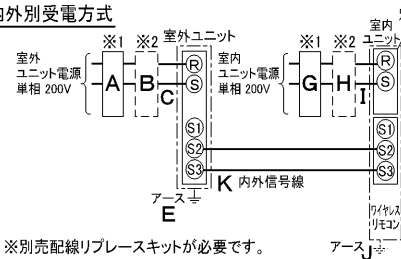 内外別受電方式
※1 ※2 室外ユニット
※1 ※2 室内ユニット
室外ユニット電源 単相 200V
A B C R S
室内ユニット電源 単相 200V
G H I R S
S1 S1
S2 S2
S3 S3
K 内外信号線
アース
E
ワイヤレスリモコン
アース J
※別売配線リプレースキットが必要です。